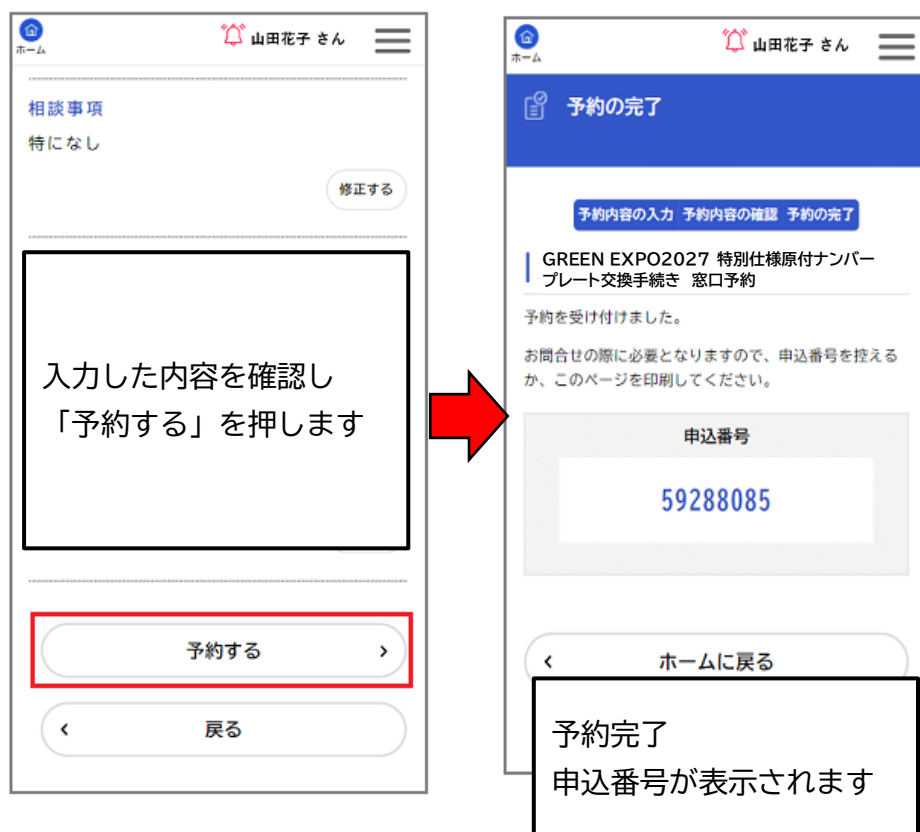 ホーム
山田花子 さん
相談事項
特になし
修正する
入力した内容を確認し
「予約する」を押します
予約する
戻る
ホーム
山田花子 さん
予約の完了
予約内容の入力 予約内容の確認 予約の完了
GREEN EXPO2027 特別仕様原付ナンバー
プレート交換手続き 窓口予約
予約を受け付けました。
お問合せの際に必要となりますので、申込番号を控える
か、このページを印刷してください。
申込番号
59288085
ホームに戻る
予約完了
申込番号が表示されます